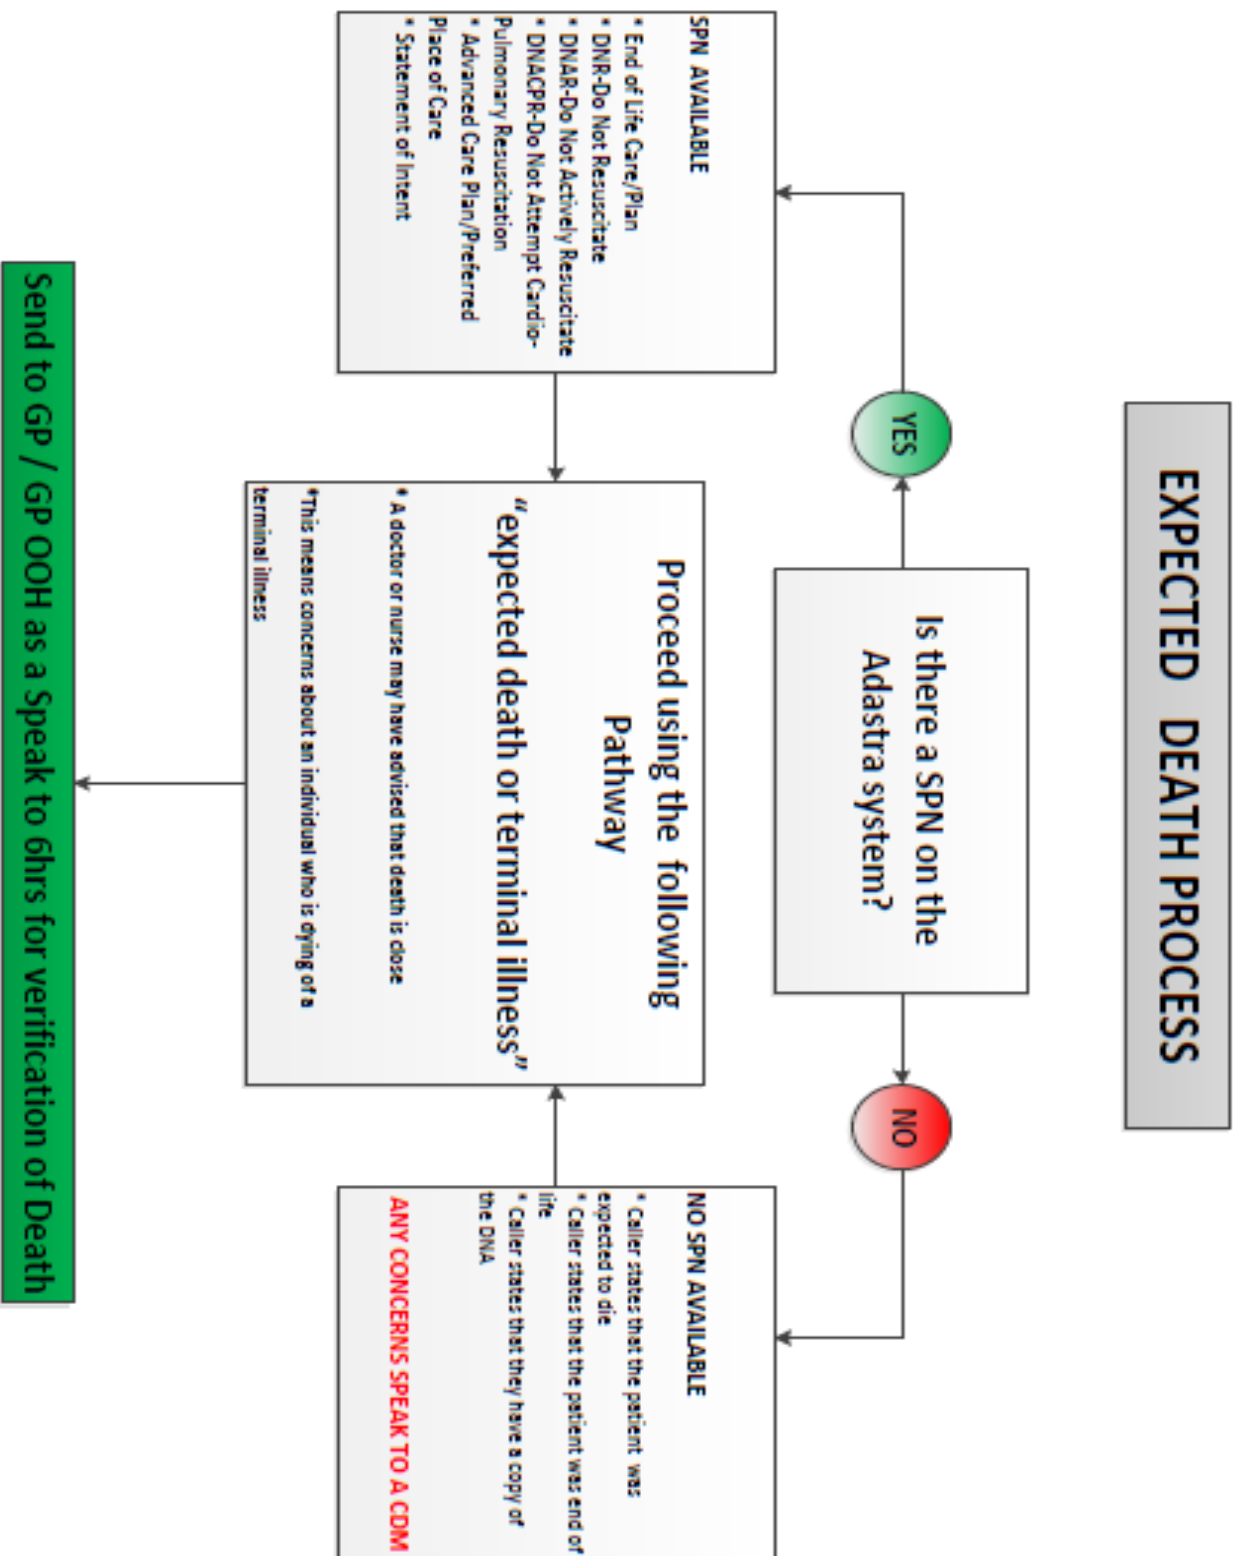 EXPECTED DEATH PROCESS
Is there a SPN on the
Adastra system?
YES
NO
SPN AVAILABLE
* End of Life Care/Plan
* DNR-Do Not Resuscitate
* DNAR-Do Not Actively Resuscitate
* DNACPR-Do Not Attempt Cardio-
Pulmonary Resuscitation
* Advanced Care Plan/Preferred
Place of Care
* Statement of Intent
Proceed using the following
Pathway
“expected death or terminal illness”
* A doctor or nurse may have advised that death is close
*This means concerns about an individual who is dying of a
terminal illness
NO SPN AVAILABLE
* Caller states that the patient was
expected to die
* Caller states that the patient was end of
life
* Caller states that they have a copy of
the DNA
ANY CONCERNS SPEAK TO A CDM
Send to GP / GP OOH as a Speak to 6hrs for verification of Death